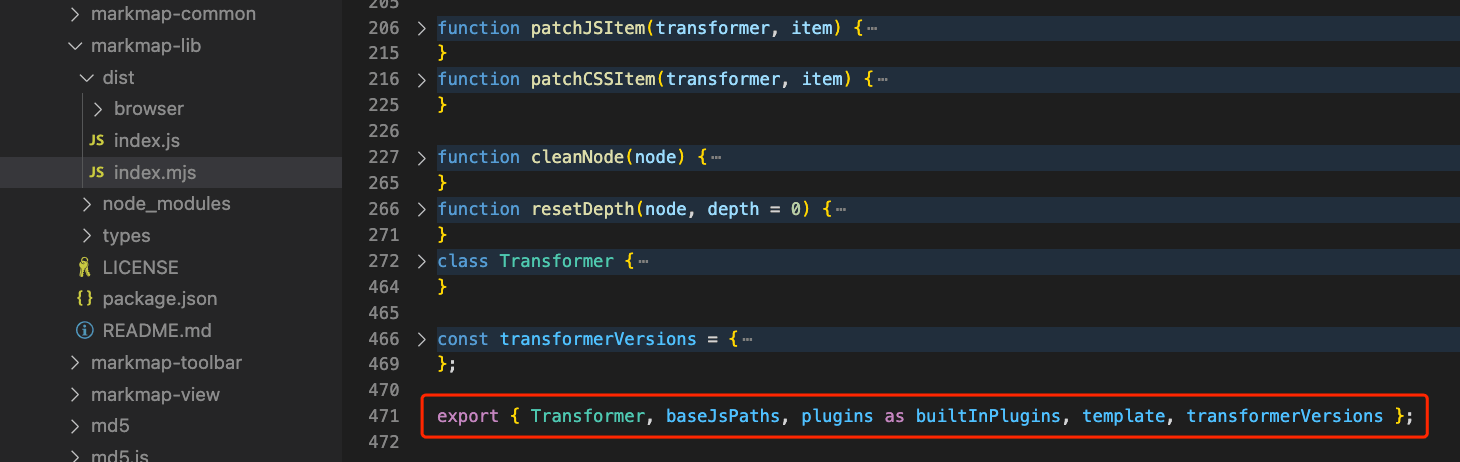 markmap-common
markmap-lib
dist
browser
JS index.js
JS index.mjs
node_modules
types
LICENSE
{} package.json
README.md
markmap-toolbar
markmap-view
md5
md5.js
205
206 function patchJSItem(transformer, item) {…
215 }
216 function patchCSSItem(transformer, item) {…
225 }
226
227 function cleanNode(node) {…
265 }
266 function resetDepth(node, depth = 0) {…
271 }
272 class Transformer {…
464 }
465
466 const transformerVersions = {…
469 };
470
471 export { Transformer, baseJsPaths, plugins as builtInPlugins, template, transformerVersions };
472